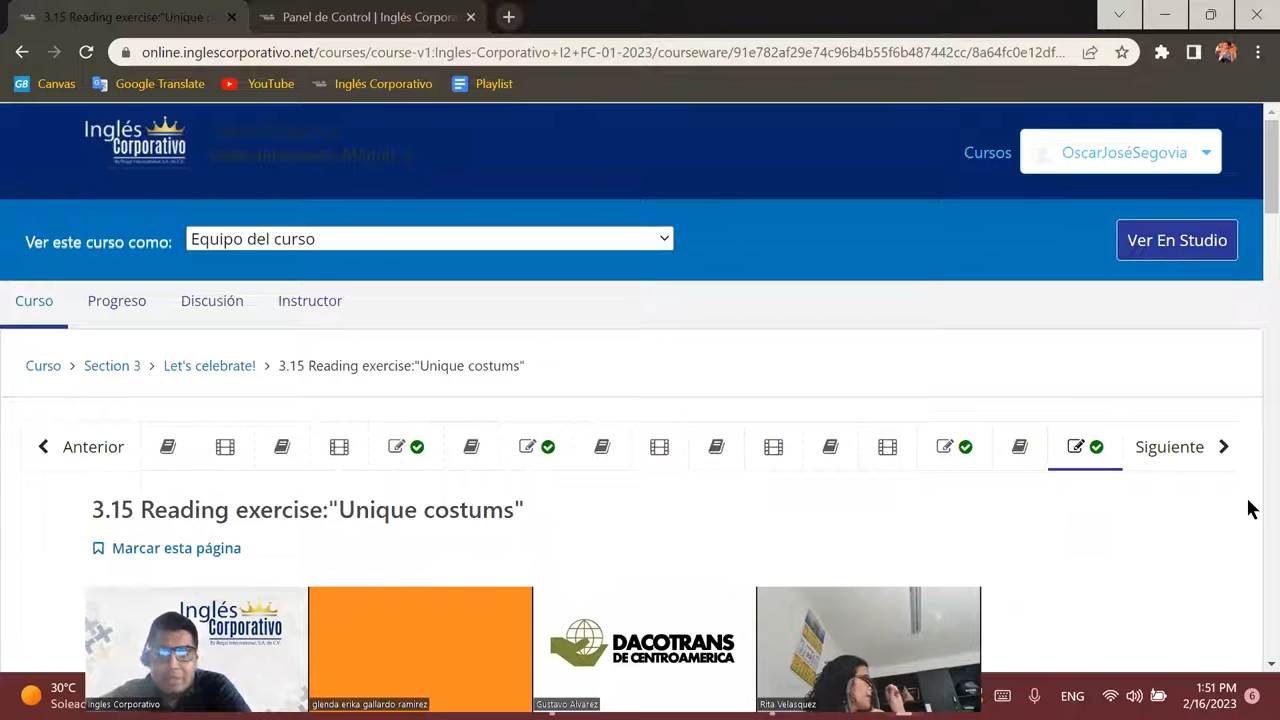 3.15 Reading exercise:"Unique c
Panel de Control | Inglés Corpora
online.inglescorporativo.net/courses/course-v1:Ingles-Corporativo+I2+FC-01-2023/courseware/91e782af29e74c96b4b55f6b487442cc/8a64fc0e12df...
GB Canvas
Google Translate
YouTube
Inglés Corporativo
Playlist
Inglés
Corporativo
Cursos
OscarJoséSegovia
Ver este curso como:
Equipo del curso
Ver En Studio
Curso
Progreso
Discusión
Instructor
Curso > Section 3 > Let's celebrate! > 3.15 Reading exercise:"Unique costums"
Anterior
Siguiente
3.15 Reading exercise:"Unique costums"
Marcar esta página
Inglés
Corporativo
DACOTRANS
DE CENTROAMERICA
Ingles Corporativo
glenda erika gallardo ramirez
Gustavo Alvarez
Rita Velasquez
30°C
Soleac
ENG
1:51 PM
2/16/2023
6